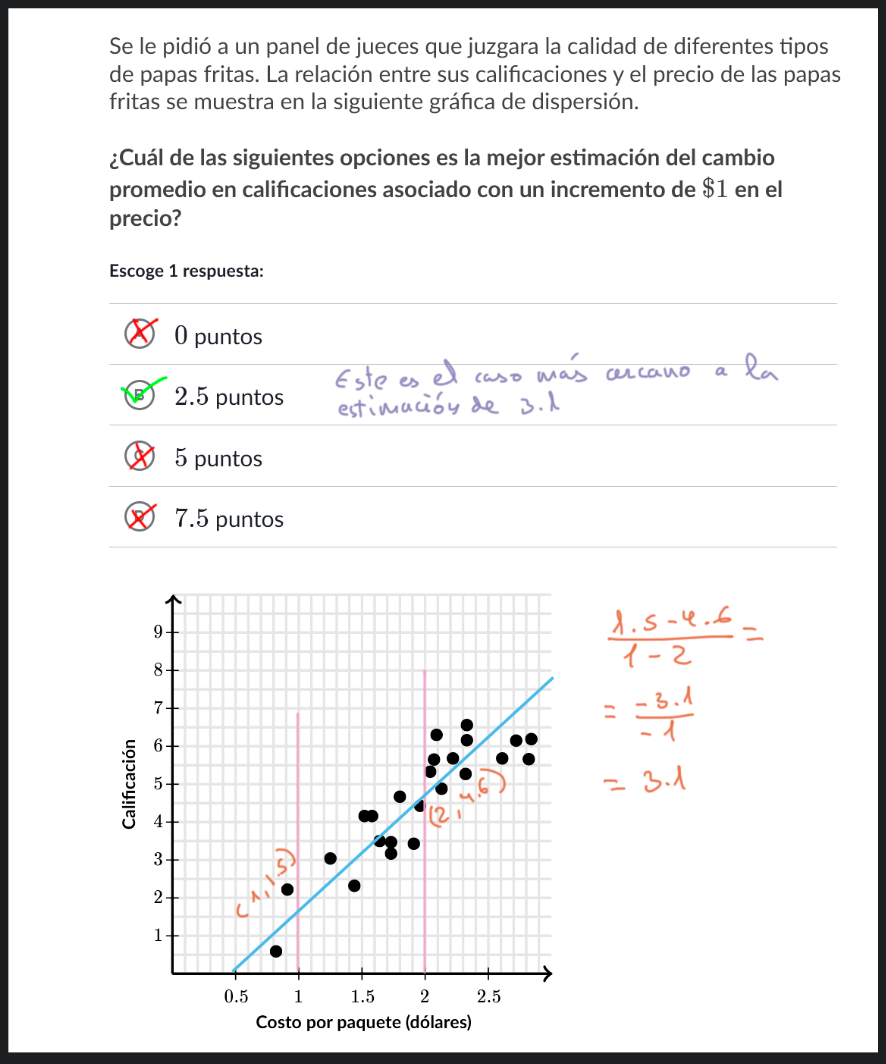 Se le pidió a un panel de jueces que juzgara la calidad de diferentes tipos
de papas fritas. La relación entre sus calificaciones y el precio de las papas
fritas se muestra en la siguiente gráfica de dispersión.
¿Cuál de las siguientes opciones es la mejor estimación del cambio
promedio en calificaciones asociado con un incremento de $1 en el
precio?
Escoge 1 respuesta:
A 0 puntos
B 2.5 puntos
Este es el caso más cercano a la
estimación de 3.1
C 5 puntos
D 7.5 puntos
9
8
7
6
5
4
3
2
1
Calificación
0.5 1 1.5 2 2.5
Costo por paquete (dólares)
(1,1.5)
(2,4.6)
1.5-4.6
1-2
=
= -3.1
-1
= 3.1